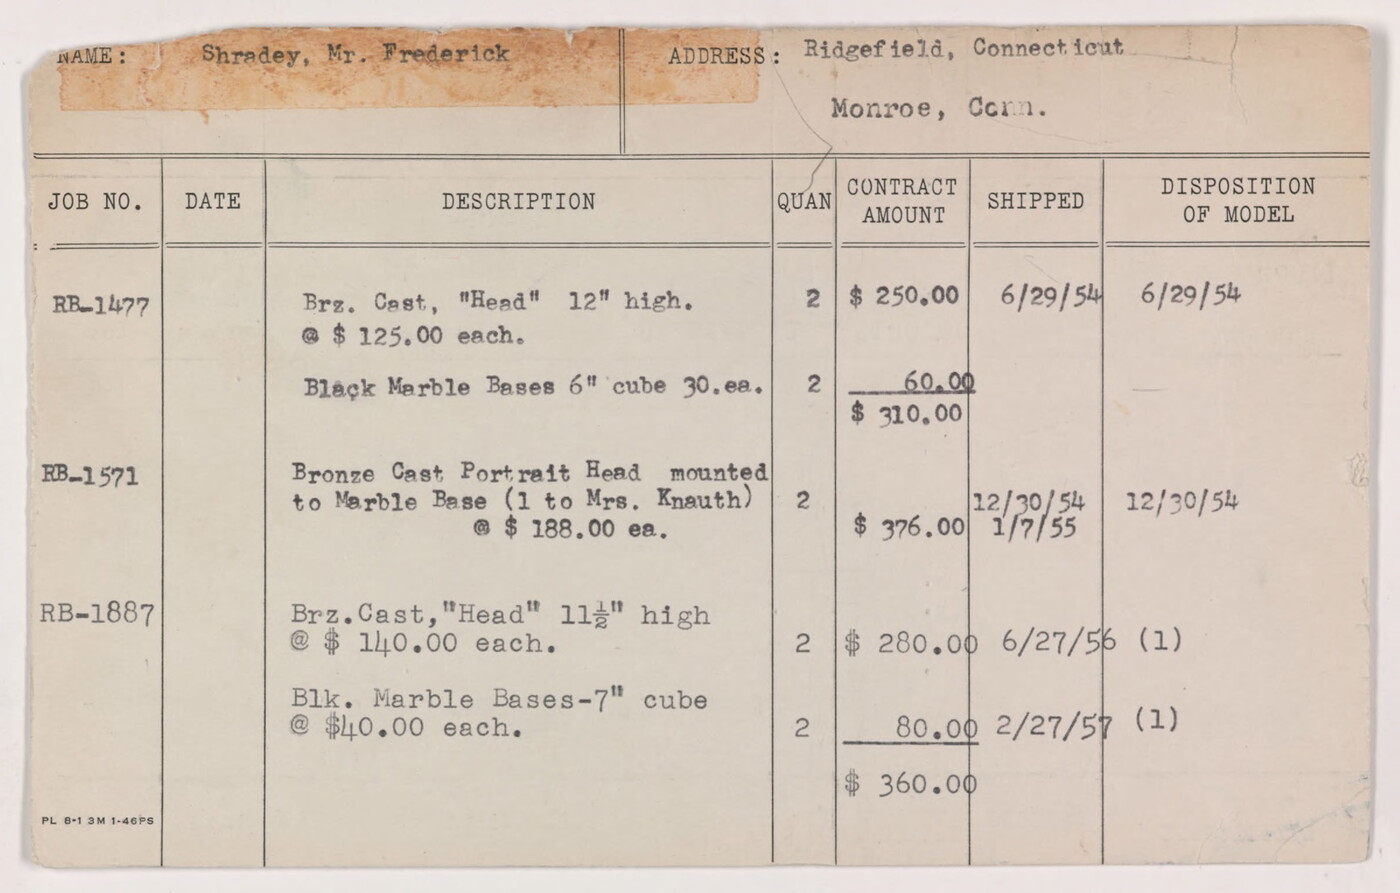 NAME: Shradey, Mr. Frederick ADDRESS: Ridgefield, Connecticut
Monroe, Conn.
JOB NO. DATE DESCRIPTION QUAN CONTRACT AMOUNT SHIPPED DISPOSITION OF MODEL
RB-1477 Brz. Cast, "Head" 12" high. 2 $ 250.00 6/29/54 6/29/54
@ $ 125.00 each.
Black Marble Bases 6" cube 30.ea. 2 60.00
$ 310.00
RB-1571 Bronze Cast Portrait Head mounted
to Marble Base (1 to Mrs. Knauth) 2 12/30/54 12/30/54
@ $ 188.00 ea. $ 376.00 1/7/55
RB-1887 Brz.Cast,"Head" 11½" high
@ $ 140.00 each. 2 $ 280.00 6/27/56 (1)
Blk. Marble Bases-7" cube
@ $40.00 each. 2 80.00 2/27/57 (1)
$ 360.00
PL 8-1 3M 1-46PS